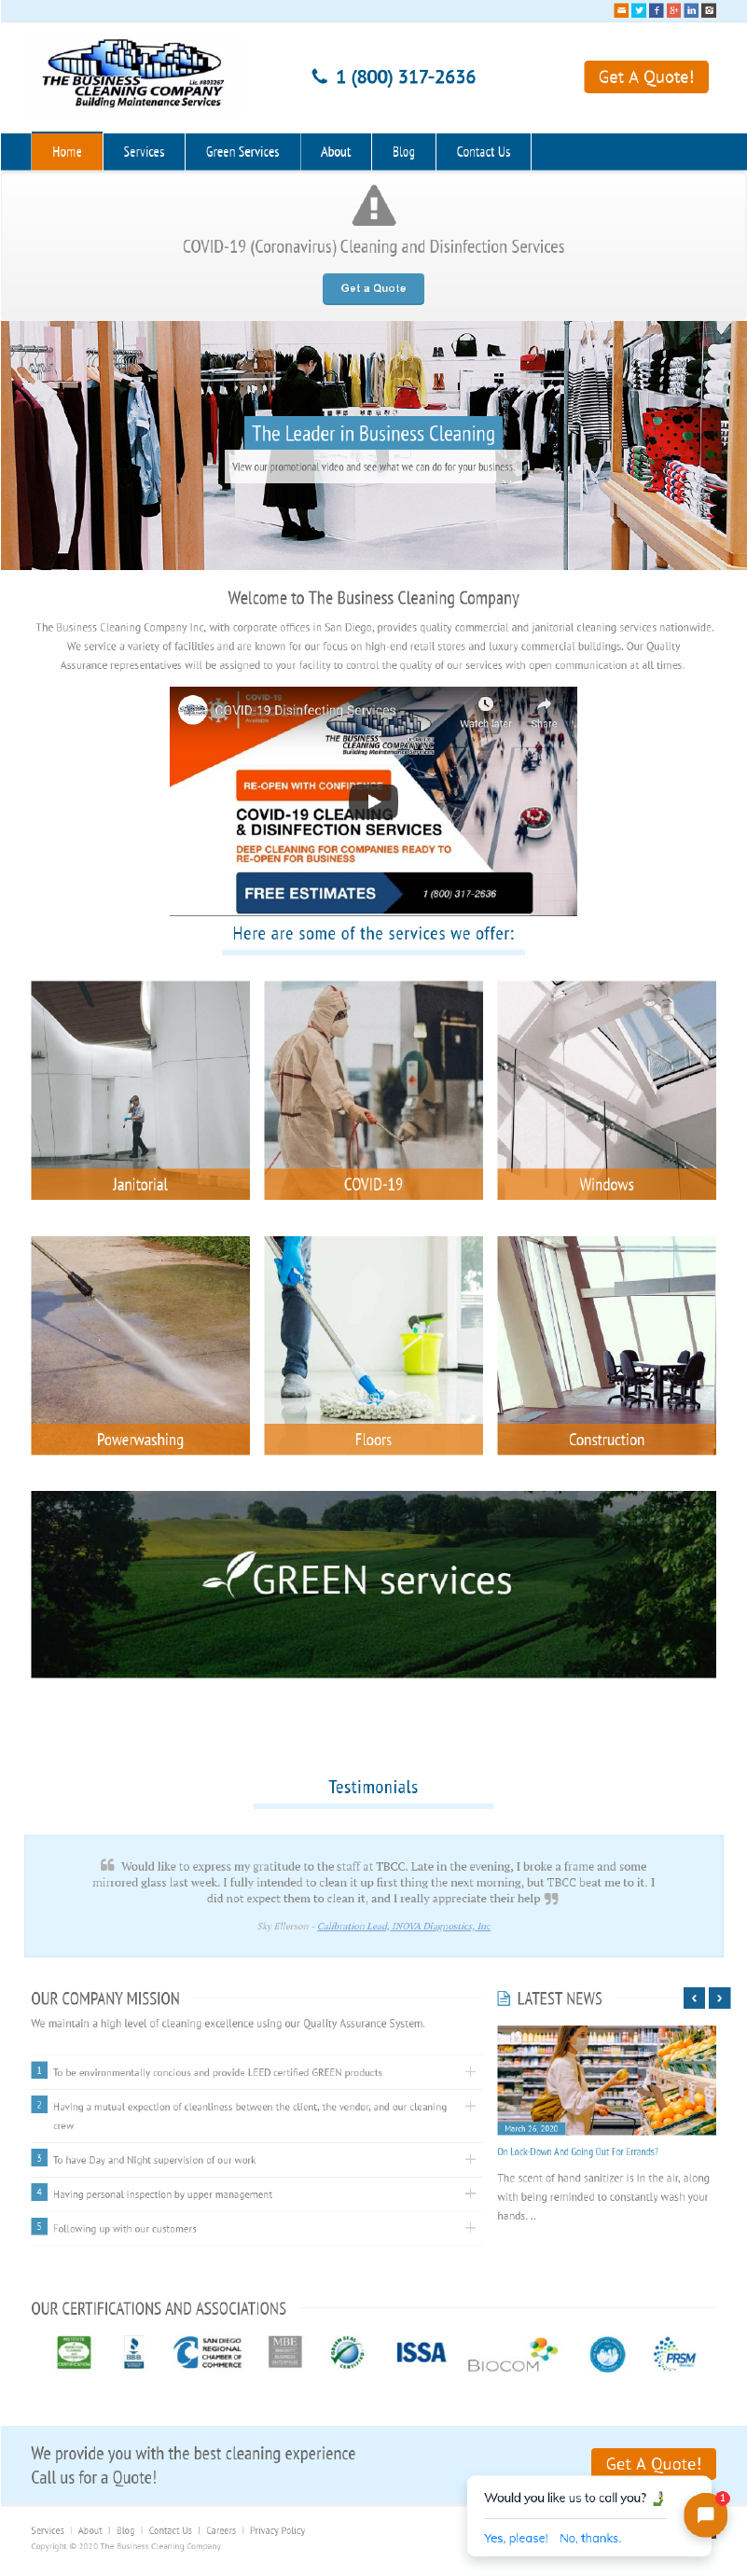 THE BUSINESS
Lic. #893267
CLEANING COMPANY
Building Maintenance Services
1 (800) 317-2636
Get A Quote!
Home
Services
Green Services
About
Blog
Contact Us
COVID-19 (Coronavirus) Cleaning and Disinfection Services
Get a Quote
The Leader in Business Cleaning
View our promotional video and see what we can do for your business.
Welcome to The Business Cleaning Company
The Business Cleaning Company Inc, with corporate offices in San Diego, provides quality commercial and janitorial cleaning services nationwide.
We service a variety of facilities and are known for our focus on high-end retail stores and luxury commercial buildings. Our Quality
Assurance representatives will be assigned to your facility to control the quality of our services with open communication at all times.
COVID-19
COVID-19 Disinfecting Services
Available
Watch later
Share
THE BUSINESS
CLEANING COMPANY
Building Maintenance Services
RE-OPEN WITH CONFIDENCE
COVID-19 CLEANING
& DISINFECTION SERVICES
DEEP CLEANING FOR COMPANIES READY TO
RE-OPEN FOR BUSINESS
FREE ESTIMATES
1 (800) 317-2636
Here are some of the services we offer:
Janitorial
COVID-19
Windows
Powerwashing
Floors
Construction
GREEN services
Testimonials
Would like to express my gratitude to the staff at TBCC. Late in the evening, I broke a frame and some
mirrored glass last week. I fully intended to clean it up first thing the next morning, but TBCC beat me to it. I
did not expect them to clean it, and I really appreciate their help
Sky Ellerson - Calibration Lead, INOVA Diagnostics, Inc
OUR COMPANY MISSION
We maintain a high level of cleaning excellence using our Quality Assurance System.
1 To be environmentally concious and provide LEED certified GREEN products
2 Having a mutual expection of cleanliness between the client, the vendor, and our cleaning
crew
3 To have Day and Night supervision of our work
4 Having personal inspection by upper management
5 Following up with our customers
LATEST NEWS
March 26, 2020
On Lock-Down And Going Out For Errands?
The scent of hand sanitizer is in the air, along
with being reminded to constantly wash your
hands. ..
OUR CERTIFICATIONS AND ASSOCIATIONS
BBB
SAN DIEGO
REGIONAL
CHAMBER OF
COMMERCE
MBE
GREEN SEAL
CERTIFIED
ISSA
BIOCOM
PRSM
We provide you with the best cleaning experience
Call us for a Quote!
Get A Quote!
Would you like us to call you?
1
Yes, please! No, thanks.
Services | About | Blog | Contact Us | Careers | Privacy Policy
Copyright © 2020 The Business Cleaning Company.